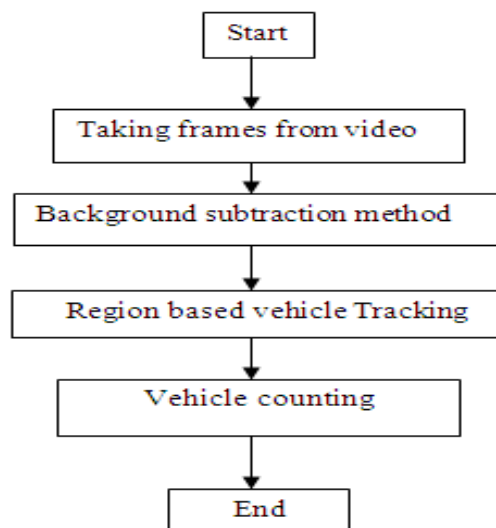 Start
Taking frames from video
Background subtraction method
Region based vehicle Tracking
Vehicle counting
End